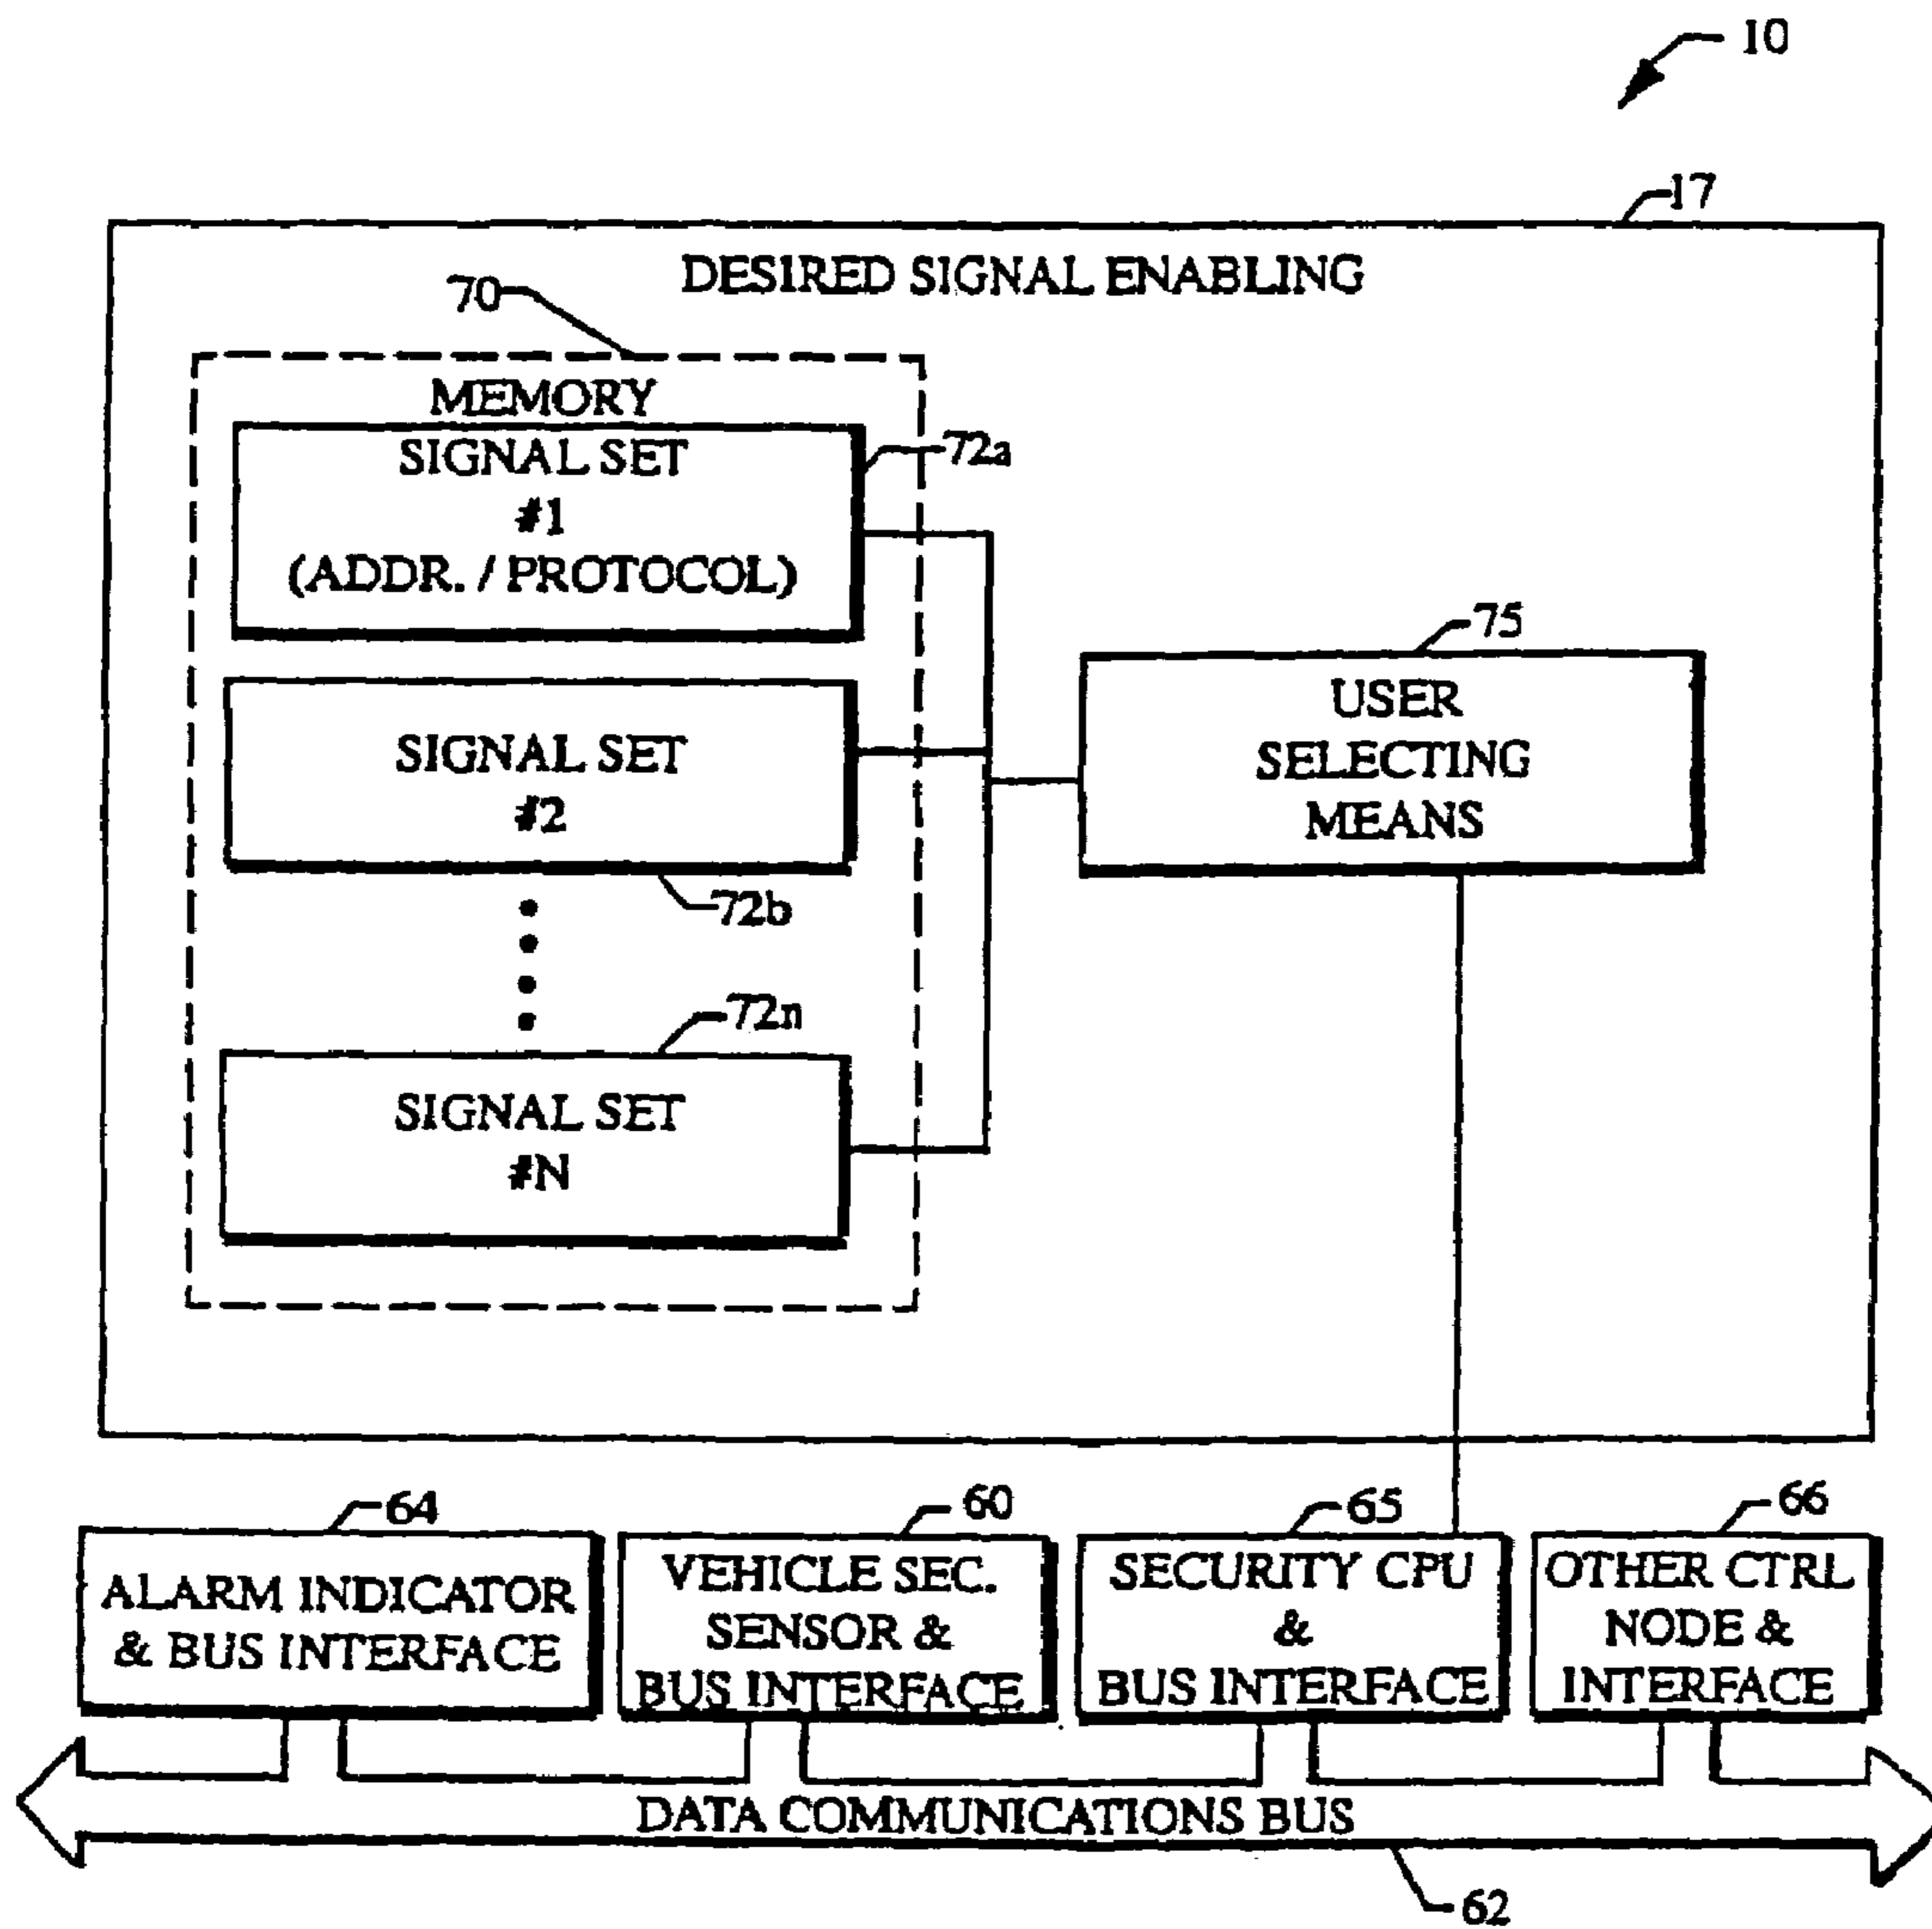 10
17
DESIRED SIGNAL ENABLING
70
MEMORY
SIGNAL SET
#1
(ADDR. / PROTOCOL)
72a
SIGNAL SET
#2
72b
75
USER
SELECTING
MEANS
72n
SIGNAL SET
#N
64
ALARM INDICATOR
& BUS INTERFACE
60
VEHICLE SEC.
SENSOR &
BUS INTERFACE
65
SECURITY CPU
&
BUS INTERFACE
66
OTHER CTRL
NODE &
INTERFACE
DATA COMMUNICATIONS BUS
62